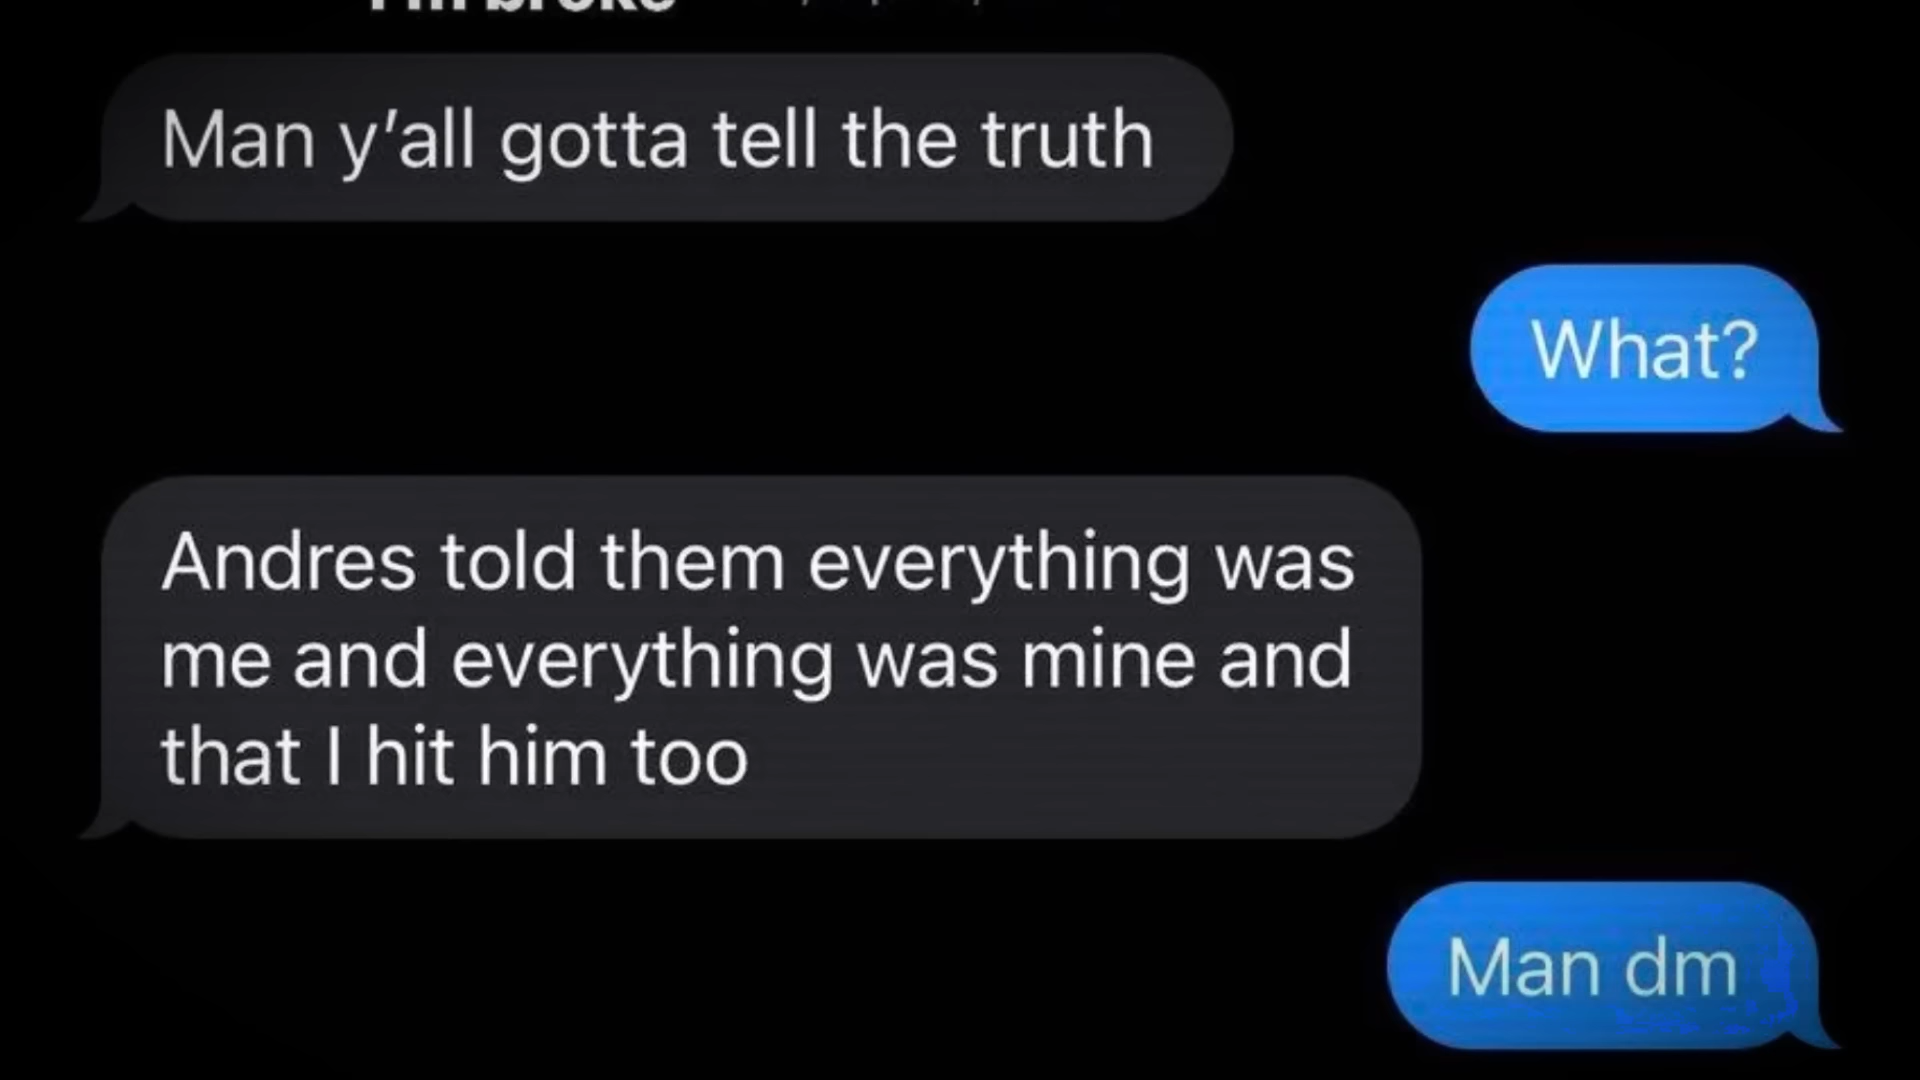 I'm broke
Man y'all gotta tell the truth
What?
Andres told them everything was
me and everything was mine and
that I hit him too
Man dm